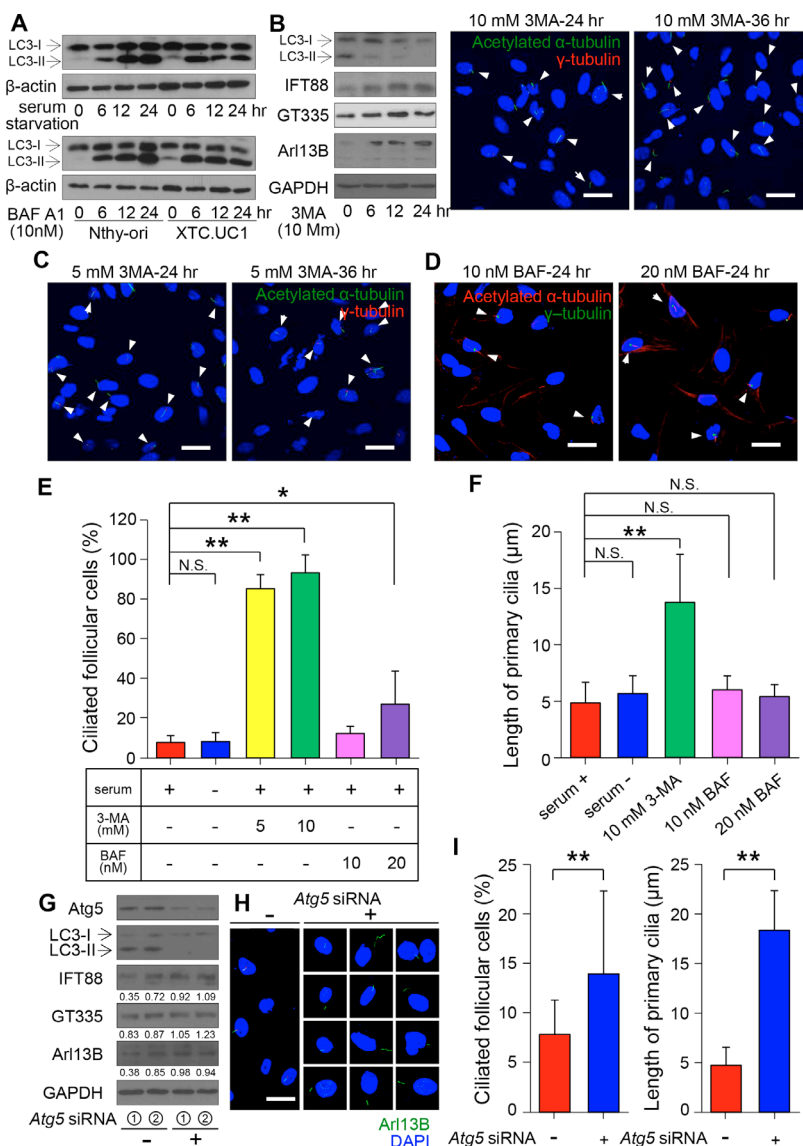 A
LC3-I
LC3-II
β-actin
serum starvation
0 6 12 24 0 6 12 24 hr
LC3-I
LC3-II
β-actin
BAF A1 (10nM)
0 6 12 24 0 6 12 24 hr
Nthy-ori XTC.UC1
B
LC3-I
LC3-II
IFT88
GT335
Arl13B
GAPDH
3MA (10 Mm)
0 6 12 24 hr
10 mM 3MA-24 hr
10 mM 3MA-36 hr
Acetylated α-tubulin
γ-tubulin
C
5 mM 3MA-24 hr
5 mM 3MA-36 hr
Acetylated α-tubulin
γ-tubulin
D
10 nM BAF-24 hr
20 nM BAF-24 hr
Acetylated α-tubulin
γ–tubulin
E
Ciliated follicular cells (%)
120
100
80
60
40
20
0
N.S.
**
**
*
serum + - + + + +
3-MA (mM) - - 5 10 - -
BAF (nM) - - - - 10 20
F
Length of primary cilia (μm)
20
15
10
5
0
N.S.
**
N.S.
N.S.
serum +
serum -
10 mM 3-MA
10 nM BAF
20 nM BAF
G
Atg5
LC3-I
LC3-II
IFT88
0.35 0.72 0.92 1.09
GT335
0.83 0.87 1.05 1.23
Arl13B
0.38 0.85 0.98 0.94
GAPDH
Atg5 siRNA ① ② ① ②
- +
H
Atg5 siRNA
- +
Arl13B
DAPI
I
Ciliated follicular cells (%)
25
20
15
10
5
0
**
Atg5 siRNA - +
Length of primary cilia (μm)
25
20
15
10
5
0
**
Atg5 siRNA - +